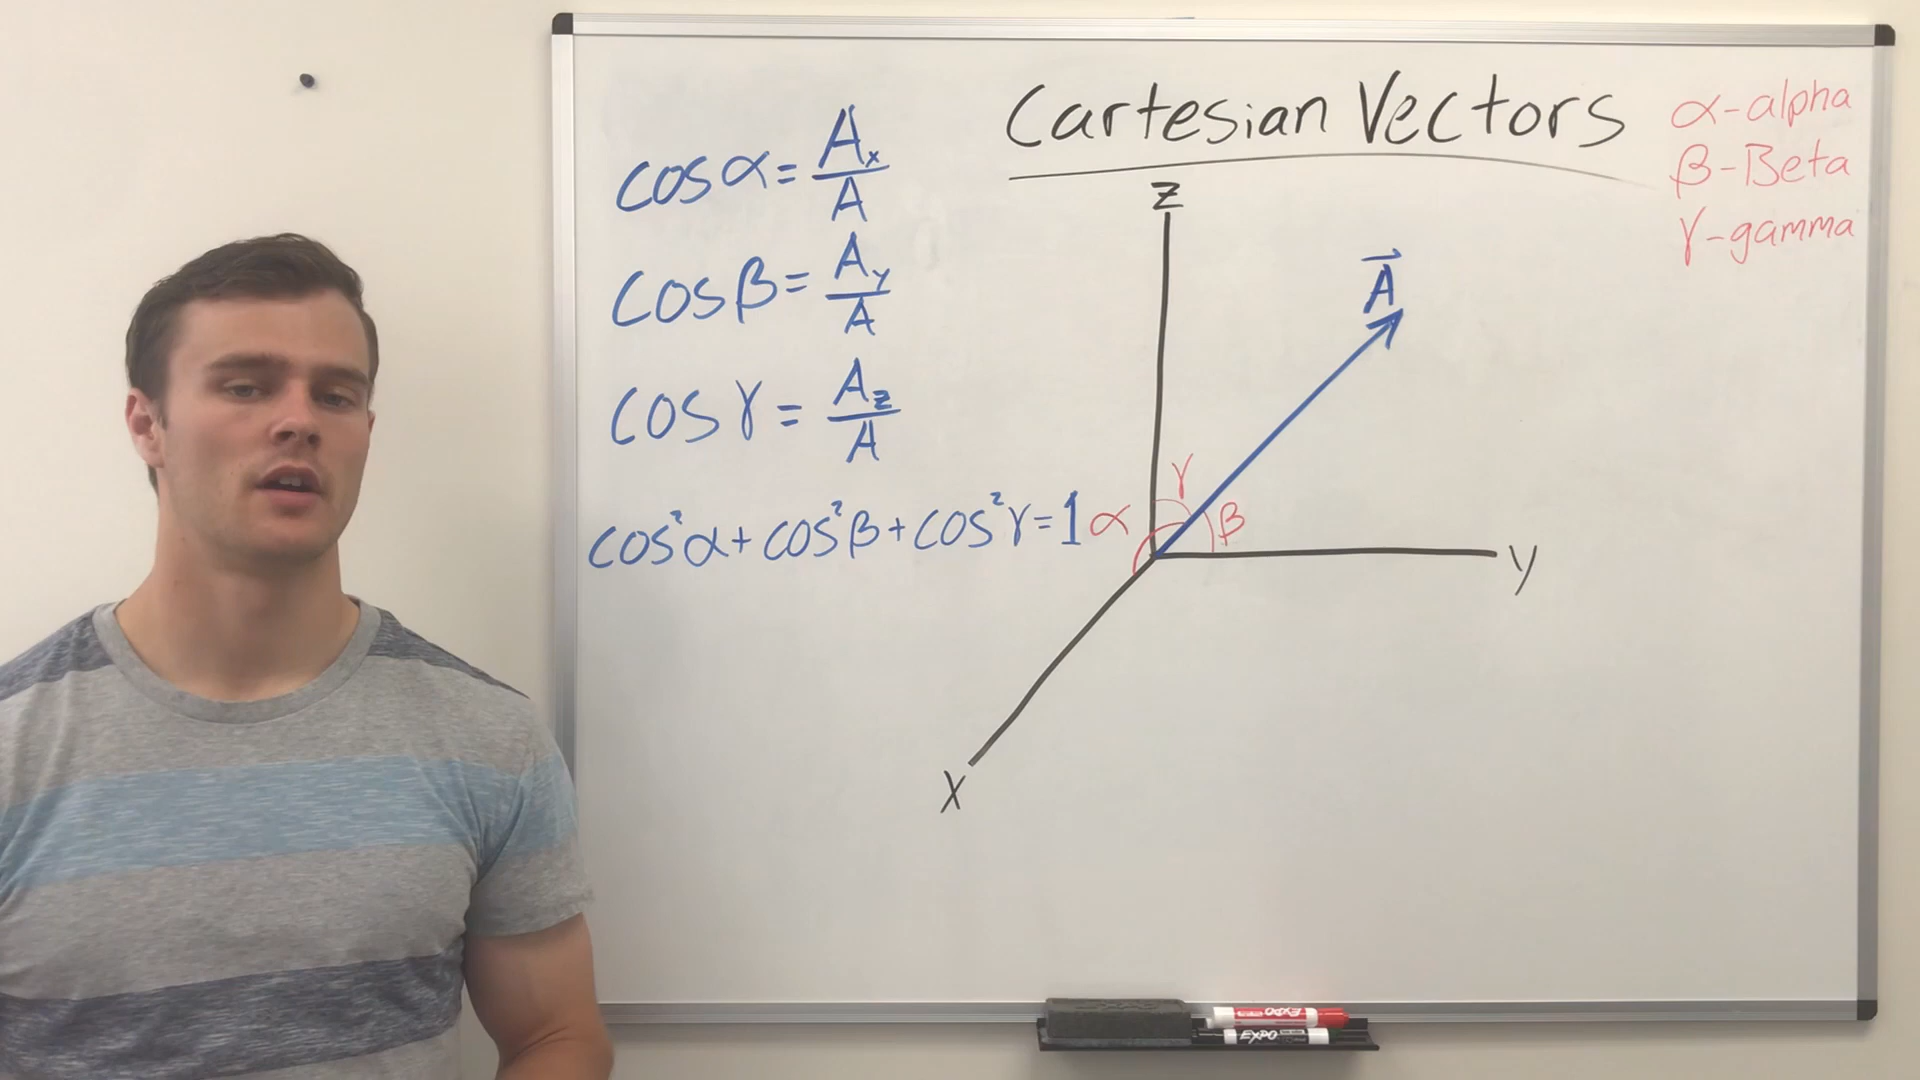 Cartesian Vectors
α-alpha
β-Beta
γ-gamma
cos α = Ax/A
cos β = Ay/A
cos γ = Az/A
cos²α + cos²β + cos²γ = 1
Z
A⃗
γ
α
β
y
X
EXPO
EXPO